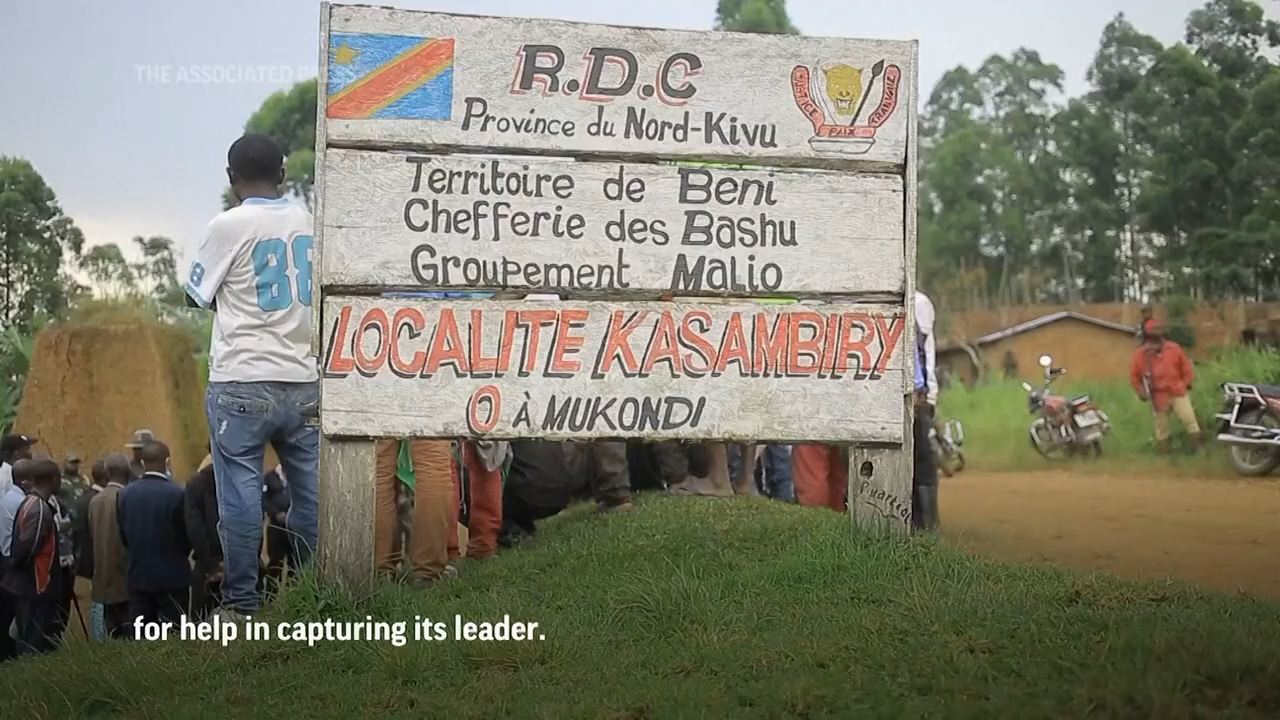 THE ASSOCIATED PRESS
R.D.C
Province du Nord-Kivu
JUSTICE PAIX TRAVAIL
Territoire de Beni
Chefferie des Bashu
Groupement Malio
LOCALITE KASAMBIRY
O À MUKONDI
88
8
for help in capturing its leader.